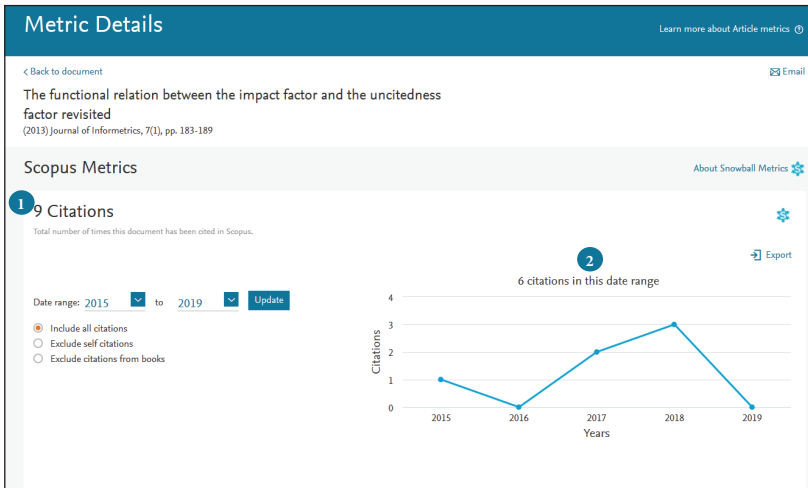 Metric Details
Learn more about Article metrics ?
< Back to document
Email
The functional relation between the impact factor and the uncitedness
factor revisited
(2013) Journal of Informetrics, 7(1), pp. 183-189
Scopus Metrics
About Snowball Metrics
1
9 Citations
Total number of times this document has been cited in Scopus.
Export
2
6 citations in this date range
Date range: 2015 to 2019 Update
Include all citations
Exclude self citations
Exclude citations from books
Citations
4
3
2
1
0
2015 2016 2017 2018 2019
Years